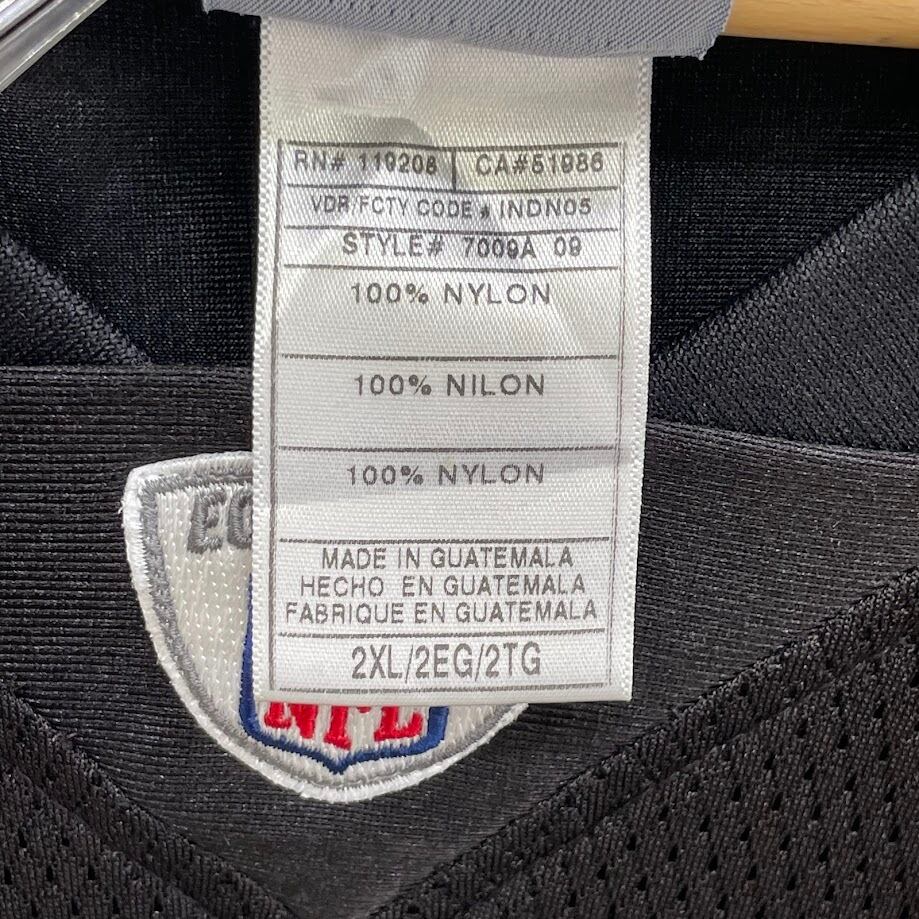 RN# 119208 CA#51986
VDR/FCTY CODE # INDN05
STYLE# 7009A 09
100% NYLON
100% NILON
100% NYLON
MADE IN GUATEMALA
HECHO EN GUATEMALA
FABRIQUE EN GUATEMALA
2XL/2EG/2TG
NFL